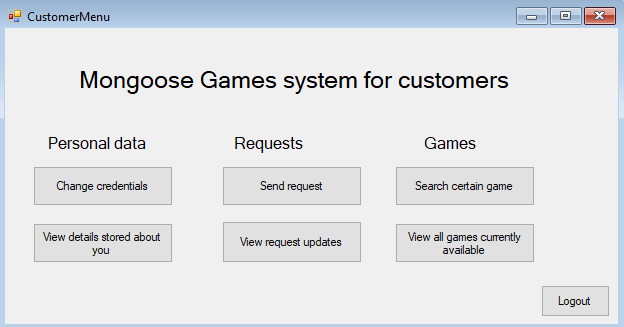 CustomerMenu
Mongoose Games system for customers
Personal data
Requests
Games
Change credentials
Send request
Search certain game
View details stored about
you
View request updates
View all games currently
available
Logout